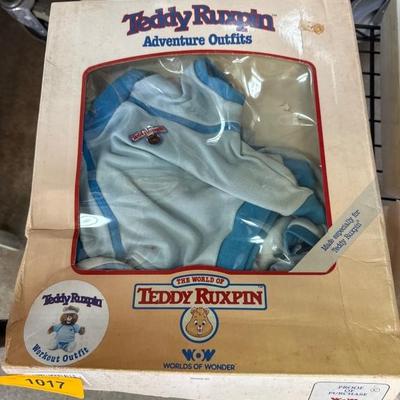 Teddy Ruxpin
Adventure Outfits
Made especially for
"Teddy Ruxpin"
THE WORLD OF
TEDDY RUXPIN
WOW
WORLDS OF WONDER
Teddy Ruxpin
Workout Outfit
1017
PROOF OF
PURCHASE